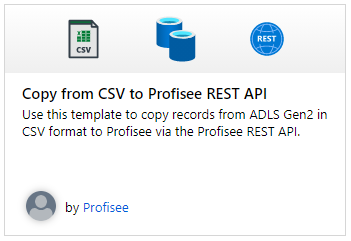 CSV
REST
Copy from CSV to Profisee REST API
Use this template to copy records from ADLS Gen2 in
CSV format to Profisee via the Profisee REST API.
by Profisee